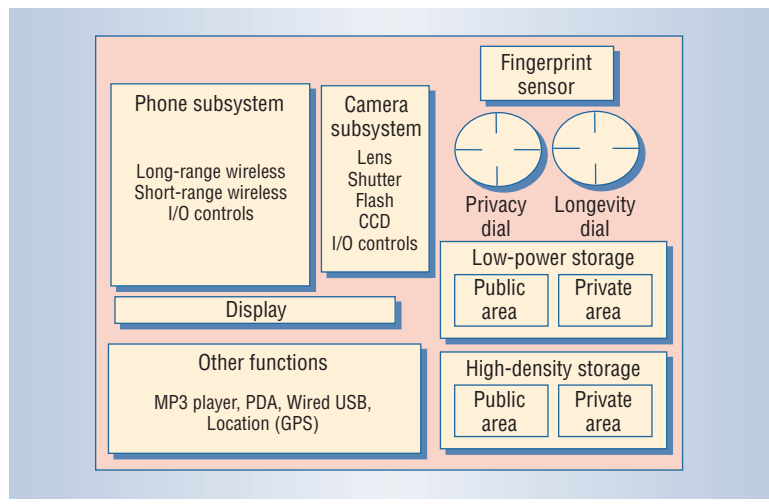 Phone subsystem
Long-range wireless
Short-range wireless
I/O controls
Camera
subsystem
Lens
Shutter
Flash
CCD
I/O controls
Fingerprint
sensor
Privacy
dial
Longevity
dial
Display
Low-power storage
Public
area
Private
area
Other functions
MP3 player, PDA, Wired USB,
Location (GPS)
High-density storage
Public
area
Private
area